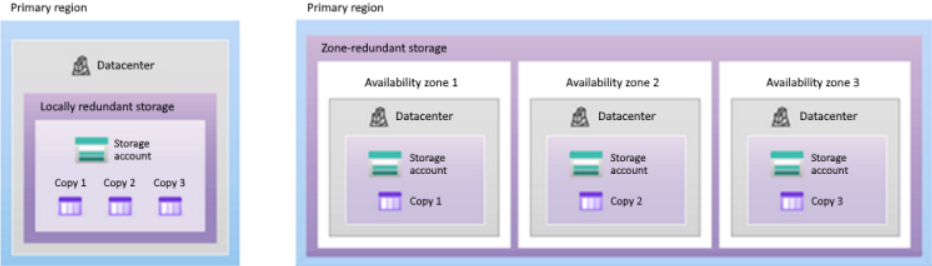 Primary region
Datacenter
Locally redundant storage
Storage
account
Copy 1 Copy 2 Copy 3
Primary region
Zone-redundant storage
Availability zone 1
Datacenter
Storage
account
Copy 1
Availability zone 2
Datacenter
Storage
account
Copy 2
Availability zone 3
Datacenter
Storage
account
Copy 3